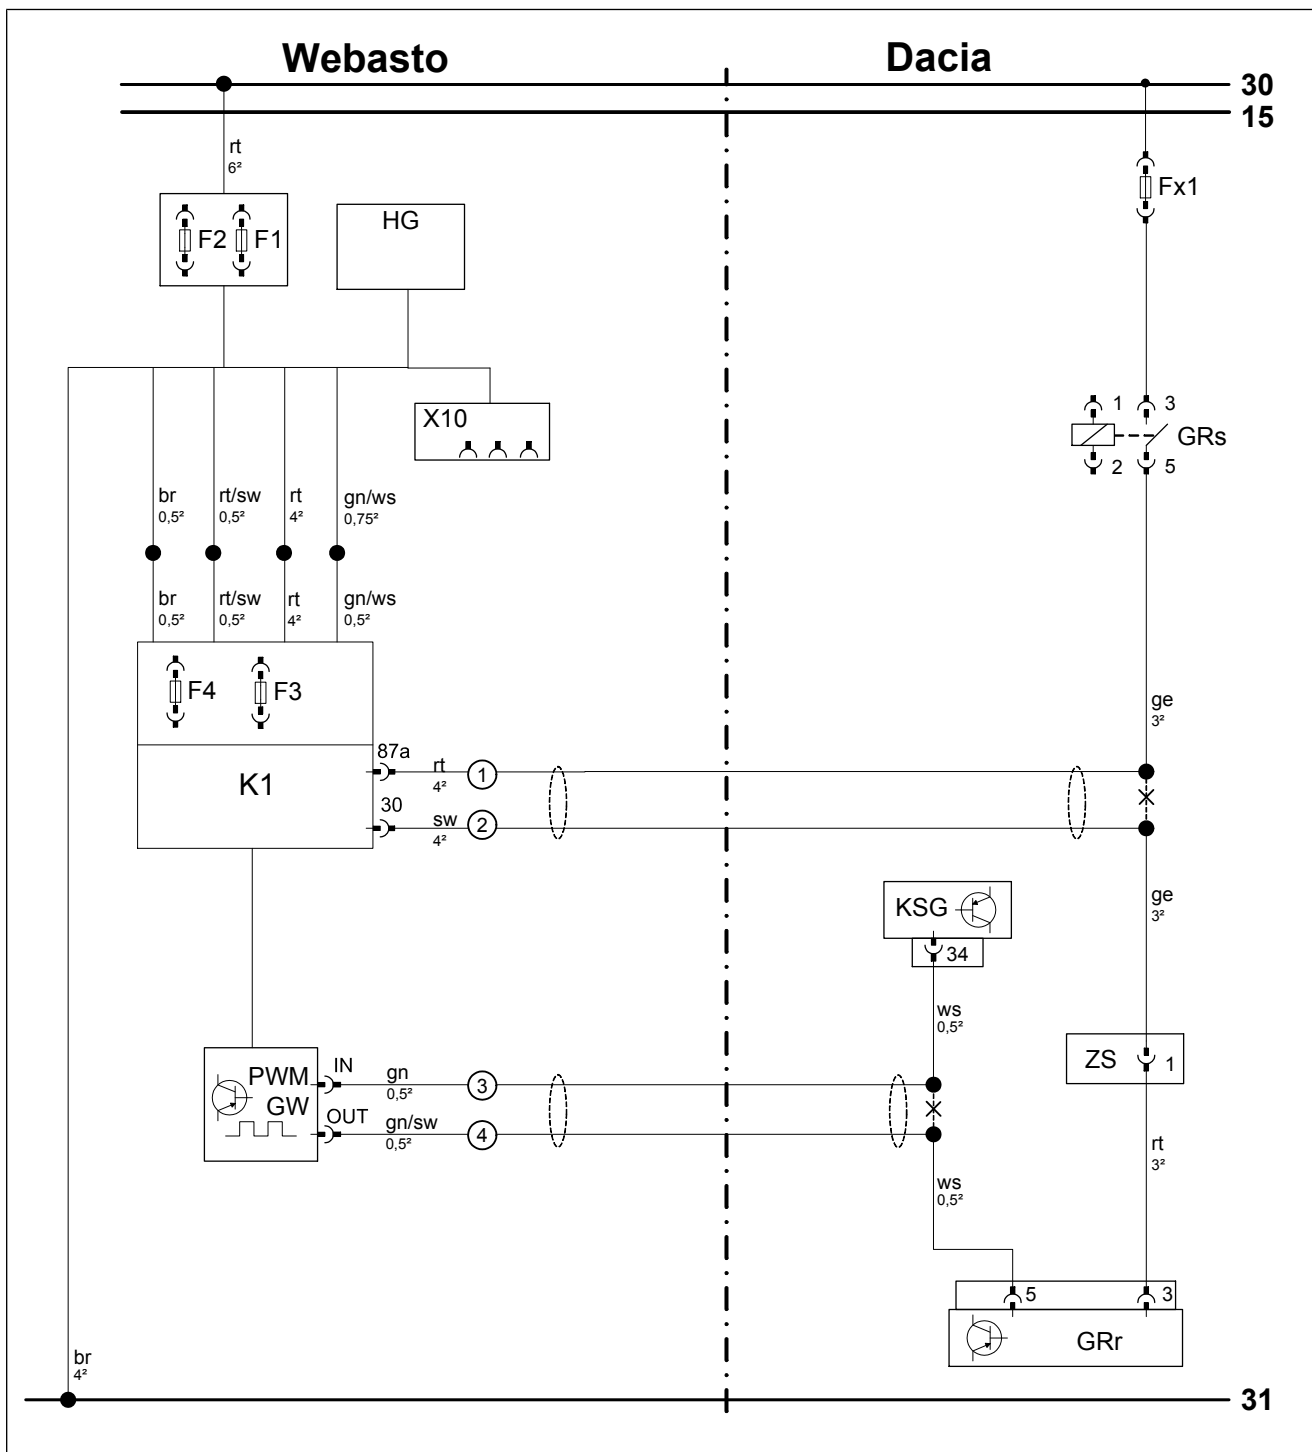 Webasto
Dacia
30
15
rt
6²
F2
F1
HG
Fx1
X10
1
3
GRs
2
5
br
0,5²
rt/sw
0,5²
rt
4²
gn/ws
0,75²
br
0,5²
rt/sw
0,5²
rt
4²
gn/ws
0,5²
F4
F3
ge
3²
87a
rt
4²
1
K1
30
sw
4²
2
KSG
34
ge
3²
ws
0,5²
ZS
1
PWM
GW
IN
gn
0,5²
3
OUT
gn/sw
0,5²
4
rt
3²
ws
0,5²
5
3
GRr
br
4²
31